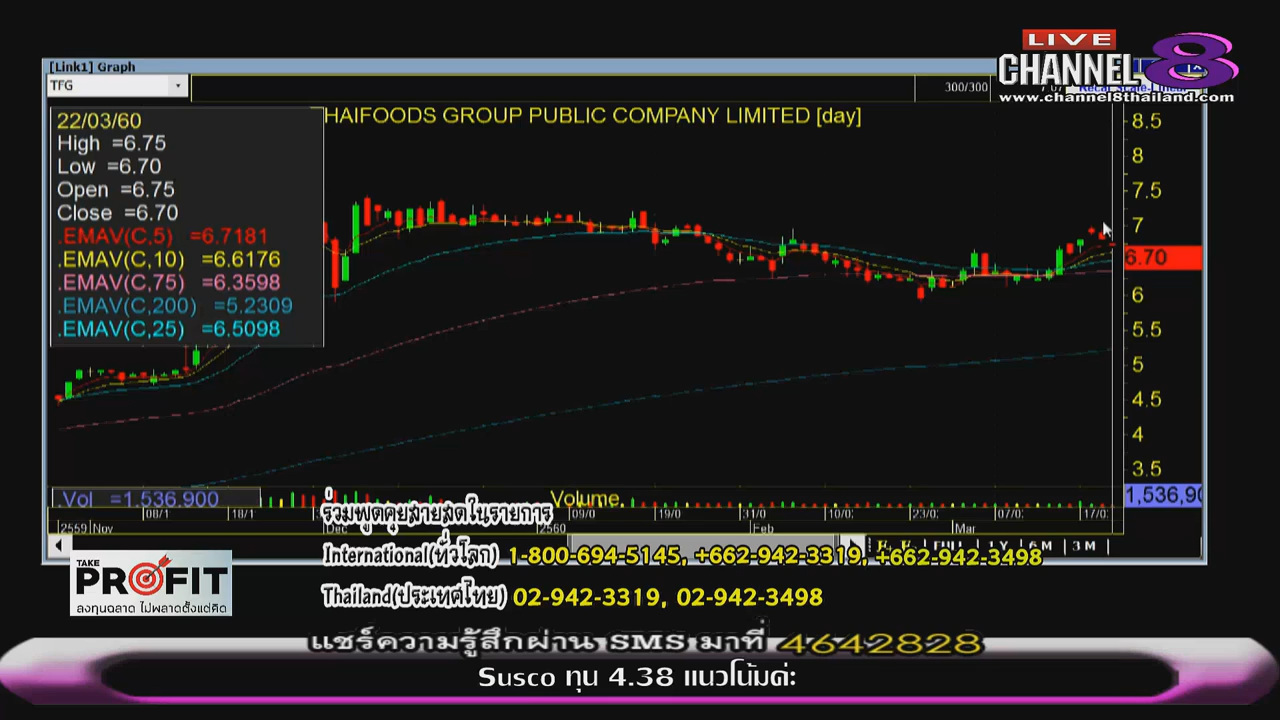 LIVE
CHANNEL 8
www.channel8thailand.com
[Link1] Graph
TFG
300/300
HAIFOODS GROUP PUBLIC COMPANY LIMITED [day]
22/03/60
High =6.75
Low =6.70
Open =6.75
Close =6.70
.EMAV(C,5) =6.7181
.EMAV(C,10) =6.6176
.EMAV(C,75) =6.3598
.EMAV(C,200) =5.2309
.EMAV(C,25) =6.5098
8.5
8
7.5
7
6.70
6
5.5
5
4.5
4
3.5
.Vol =1,536,900
Volume
1,536,90
0
08/1
18/1
09/0
19/0
31/0
10/0
23/0
07/0
17/0
2559 Nov
Dec
2560
Feb
Mar
1 Y
6 M
3 M
ร่วมพูดคุยสายสดในรายการ
International(ทั่วโลก) 1-800-694-5145, +662-942-3319, +662-942-3498
Thailand(ประเทศไทย) 02-942-3319, 02-942-3498
TAKE
PROFIT
ลงทุนฉลาด ไม่พลาดตั้งแต่คิด
แชร์ความรู้สึกผ่าน SMS มาที่ 4642828
Susco ทุน 4.38 แนวโน้มค่ะ